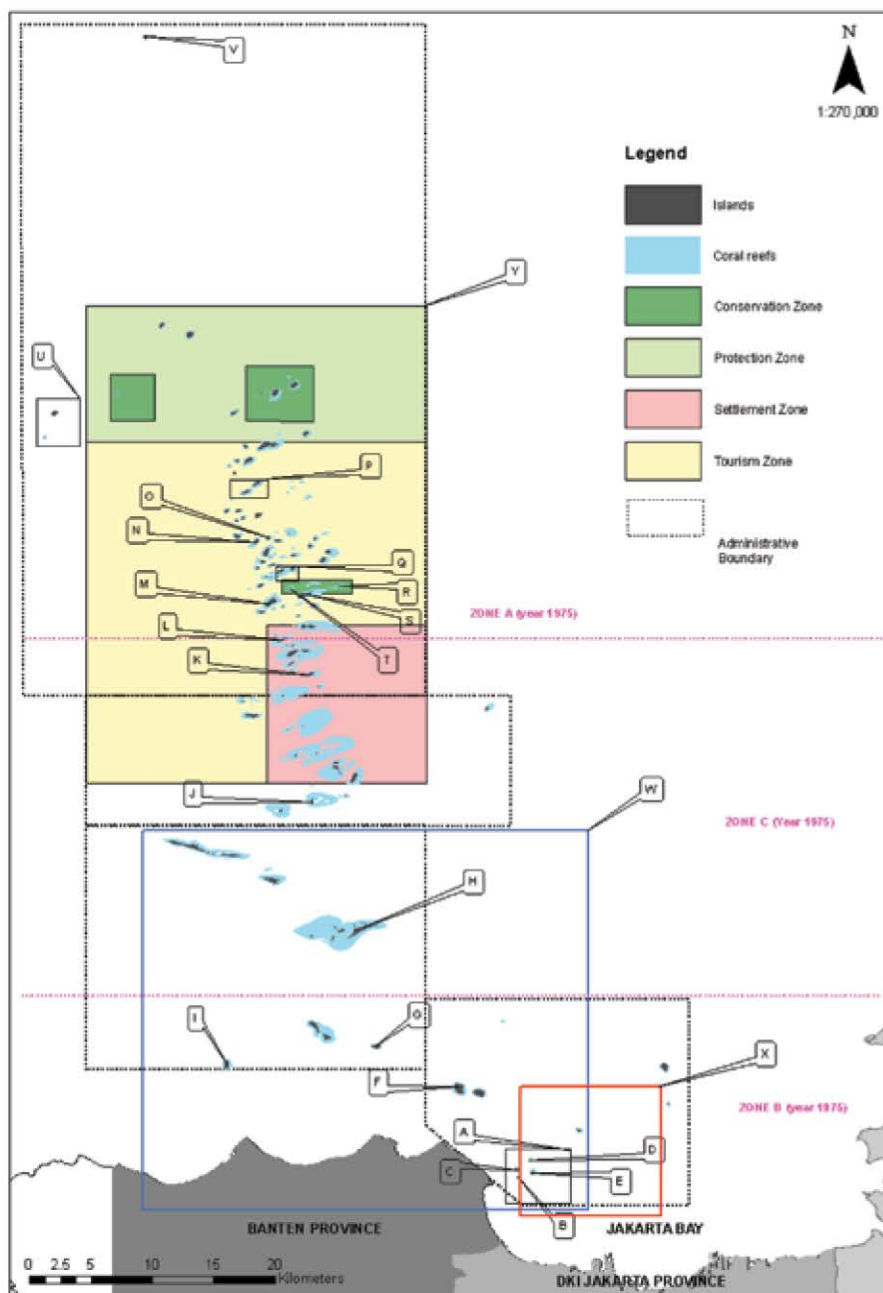 V
N
1:270,000
Legend
Islands
Coral reefs
Conservation Zone
Protection Zone
Settlement Zone
Tourism Zone
Administrative
Boundary
Y
U
P
O
N
Q
M
R
S
ZONE A (year 1975)
L
K
T
J
W
ZONE C (Year 1975)
H
I
G
X
F
ZONE B (year 1975)
A
D
C
E
B
BANTEN PROVINCE
JAKARTA BAY
0 2.5 5 10 15 20
Kilometers
DKI JAKARTA PROVINCE